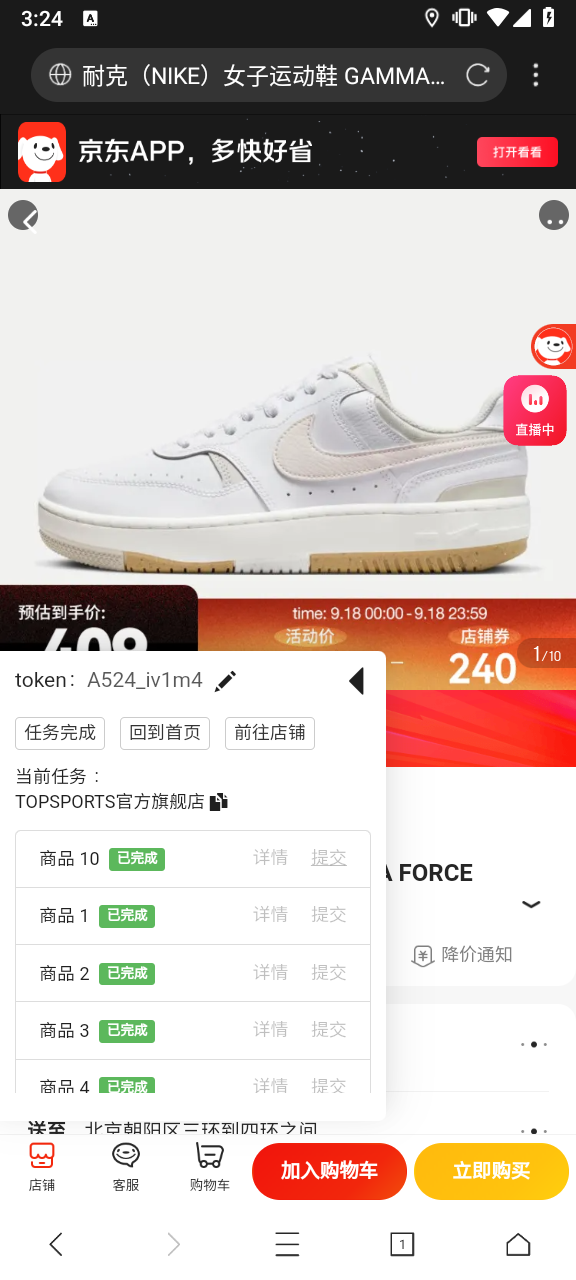 3:24
A
耐克（NIKE）女子运动鞋 GAMMA...
京东APP，多快好省
打开看看
直播中
预估到手价:
time: 9.18 00:00 - 9.18 23:59
活动价
店铺券
240
1/10
token： A524_iv1m4
任务完成
回到首页
前往店铺
当前任务 ：
TOPSPORTS官方旗舰店
商品 10 已完成 详情 提交
商品 1 已完成 详情 提交
商品 2 已完成 详情 提交
商品 3 已完成 详情 提交
商品 4 已完成 详情 提交
A FORCE
降价通知
送至 北京朝阳区三环到四环之间
店铺
客服
购物车
加入购物车
立即购买
1